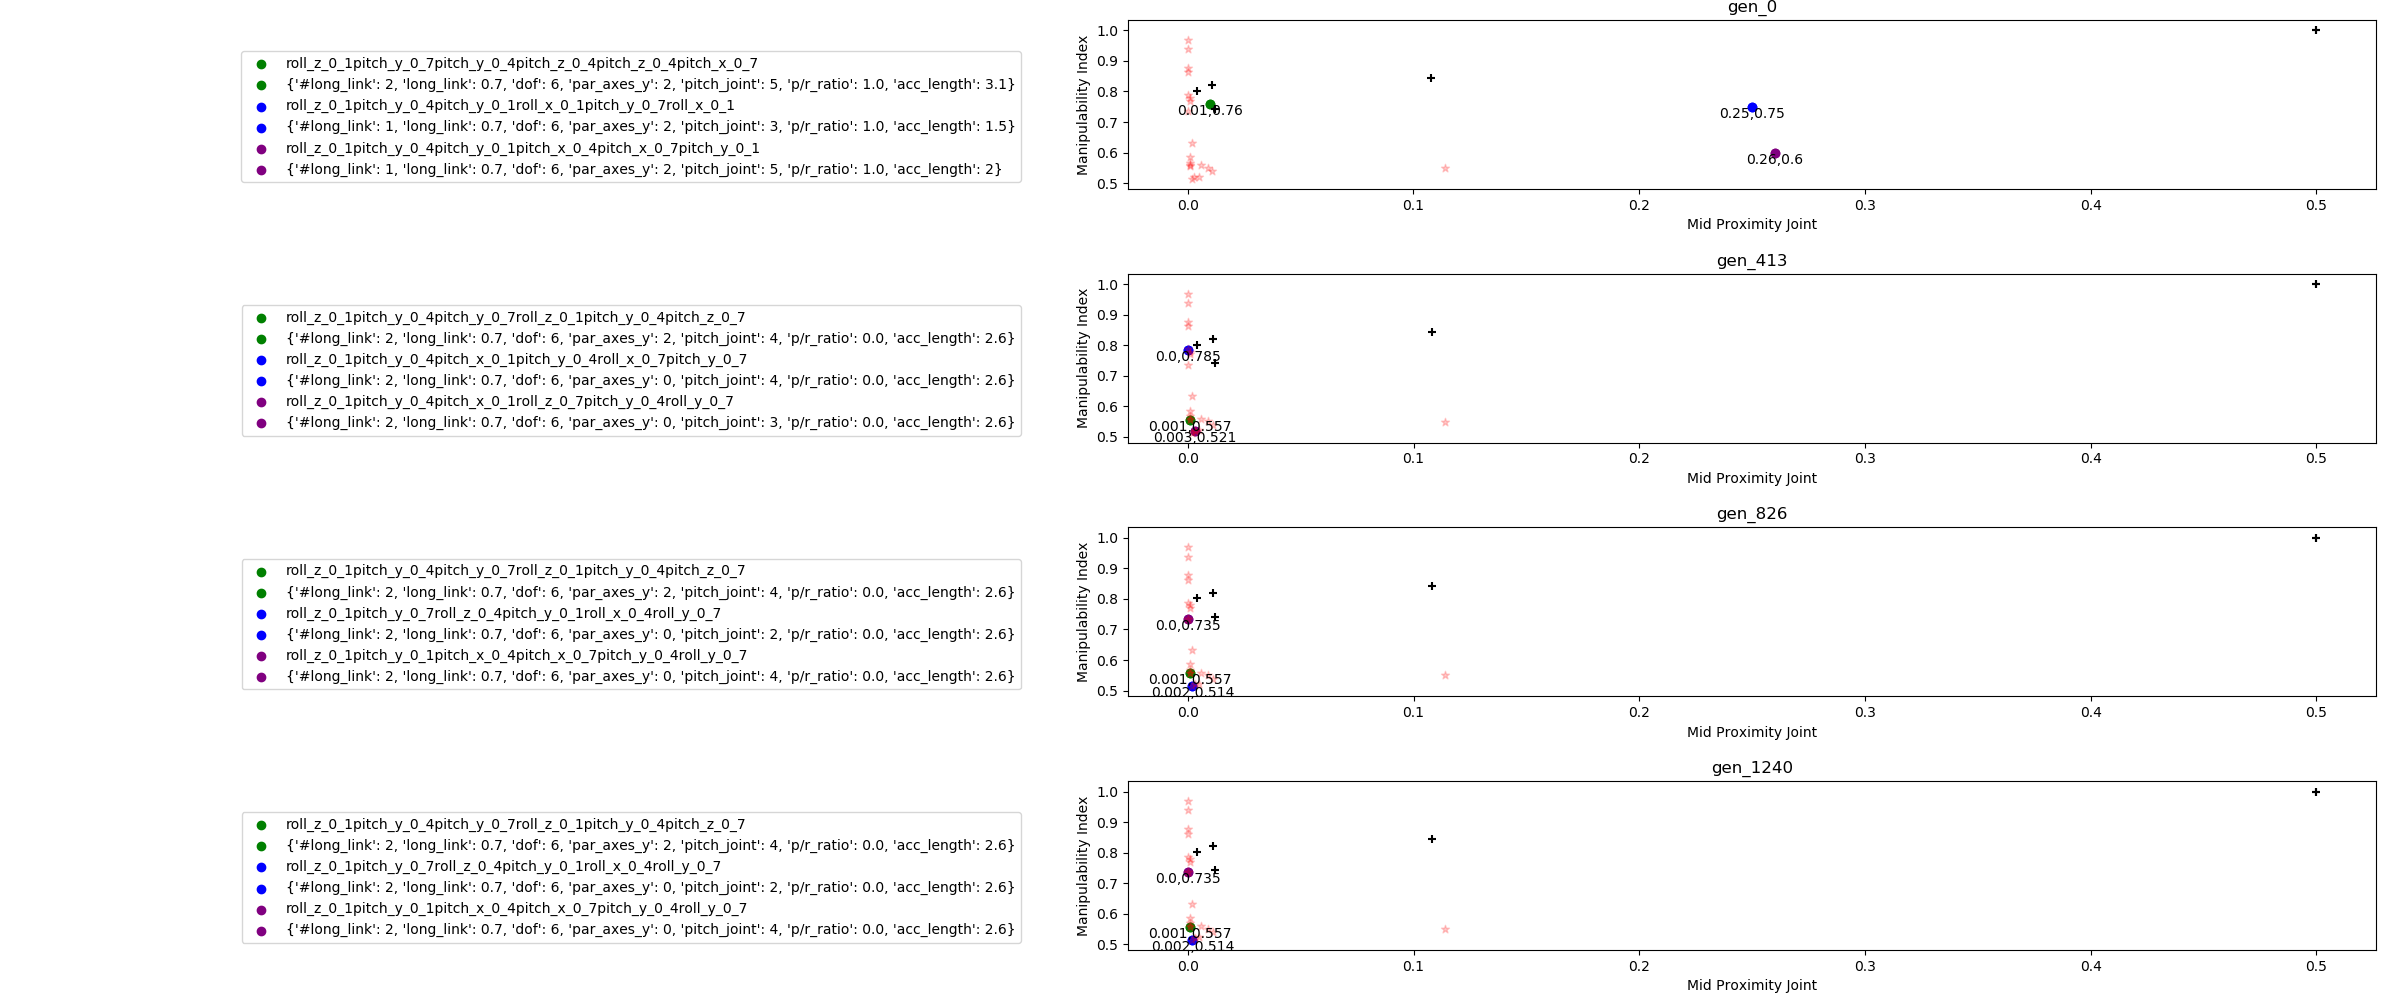 gen_0
roll_z_0_1pitch_y_0_7pitch_y_0_4pitch_z_0_4pitch_z_0_4pitch_x_0_7
{'#long_link': 2, 'long_link': 0.7, 'dof': 6, 'par_axes_y': 2, 'pitch_joint': 5, 'p/r_ratio': 1.0, 'acc_length': 3.1}
roll_z_0_1pitch_y_0_4pitch_y_0_1roll_x_0_1pitch_y_0_7roll_x_0_1
{'#long_link': 1, 'long_link': 0.7, 'dof': 6, 'par_axes_y': 2, 'pitch_joint': 3, 'p/r_ratio': 1.0, 'acc_length': 1.5}
roll_z_0_1pitch_y_0_4pitch_y_0_1pitch_x_0_4pitch_x_0_7pitch_y_0_1
{'#long_link': 1, 'long_link': 0.7, 'dof': 6, 'par_axes_y': 2, 'pitch_joint': 5, 'p/r_ratio': 1.0, 'acc_length': 2}
Manipulability Index
1.0
0.9
0.8
0.7
0.6
0.5
0.01,0.76
0.25,0.75
0.26,0.6
0.0 0.1 0.2 0.3 0.4 0.5
Mid Proximity Joint
gen_413
roll_z_0_1pitch_y_0_4pitch_y_0_7roll_z_0_1pitch_y_0_4pitch_z_0_7
{'#long_link': 2, 'long_link': 0.7, 'dof': 6, 'par_axes_y': 2, 'pitch_joint': 4, 'p/r_ratio': 0.0, 'acc_length': 2.6}
roll_z_0_1pitch_y_0_4pitch_x_0_1pitch_y_0_4roll_x_0_7pitch_y_0_7
{'#long_link': 2, 'long_link': 0.7, 'dof': 6, 'par_axes_y': 0, 'pitch_joint': 4, 'p/r_ratio': 0.0, 'acc_length': 2.6}
roll_z_0_1pitch_y_0_4pitch_x_0_1roll_z_0_7pitch_y_0_4roll_y_0_7
{'#long_link': 2, 'long_link': 0.7, 'dof': 6, 'par_axes_y': 0, 'pitch_joint': 3, 'p/r_ratio': 0.0, 'acc_length': 2.6}
Manipulability Index
1.0
0.9
0.8
0.7
0.6
0.5
0.0,0.785
0.001,0.557
0.003,0.521
0.0 0.1 0.2 0.3 0.4 0.5
Mid Proximity Joint
gen_826
roll_z_0_1pitch_y_0_4pitch_y_0_7roll_z_0_1pitch_y_0_4pitch_z_0_7
{'#long_link': 2, 'long_link': 0.7, 'dof': 6, 'par_axes_y': 2, 'pitch_joint': 4, 'p/r_ratio': 0.0, 'acc_length': 2.6}
roll_z_0_1pitch_y_0_7roll_z_0_4pitch_y_0_1roll_x_0_4roll_y_0_7
{'#long_link': 2, 'long_link': 0.7, 'dof': 6, 'par_axes_y': 0, 'pitch_joint': 2, 'p/r_ratio': 0.0, 'acc_length': 2.6}
roll_z_0_1pitch_y_0_1pitch_x_0_4pitch_x_0_7pitch_y_0_4roll_y_0_7
{'#long_link': 2, 'long_link': 0.7, 'dof': 6, 'par_axes_y': 0, 'pitch_joint': 4, 'p/r_ratio': 0.0, 'acc_length': 2.6}
Manipulability Index
1.0
0.9
0.8
0.7
0.6
0.5
0.0,0.735
0.001,0.557
0.002,0.514
0.0 0.1 0.2 0.3 0.4 0.5
Mid Proximity Joint
gen_1240
roll_z_0_1pitch_y_0_4pitch_y_0_7roll_z_0_1pitch_y_0_4pitch_z_0_7
{'#long_link': 2, 'long_link': 0.7, 'dof': 6, 'par_axes_y': 2, 'pitch_joint': 4, 'p/r_ratio': 0.0, 'acc_length': 2.6}
roll_z_0_1pitch_y_0_7roll_z_0_4pitch_y_0_1roll_x_0_4roll_y_0_7
{'#long_link': 2, 'long_link': 0.7, 'dof': 6, 'par_axes_y': 0, 'pitch_joint': 2, 'p/r_ratio': 0.0, 'acc_length': 2.6}
roll_z_0_1pitch_y_0_1pitch_x_0_4pitch_x_0_7pitch_y_0_4roll_y_0_7
{'#long_link': 2, 'long_link': 0.7, 'dof': 6, 'par_axes_y': 0, 'pitch_joint': 4, 'p/r_ratio': 0.0, 'acc_length': 2.6}
Manipulability Index
1.0
0.9
0.8
0.7
0.6
0.5
0.0,0.735
0.001,0.557
0.002,0.514
0.0 0.1 0.2 0.3 0.4 0.5
Mid Proximity Joint